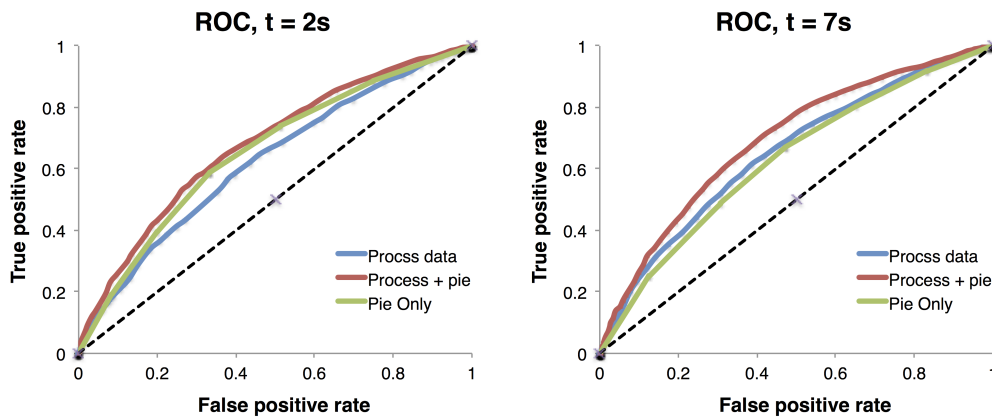 ROC, t = 2s
1
0.8
0.6
0.4
0.2
0
True positive rate
0 0.2 0.4 0.6 0.8 1
False positive rate
Procss data
Process + pie
Pie Only
ROC, t = 7s
1
0.8
0.6
0.4
0.2
0
True positive rate
0 0.2 0.4 0.6 0.8 1
False positive rate
Procss data
Process + pie
Pie Only